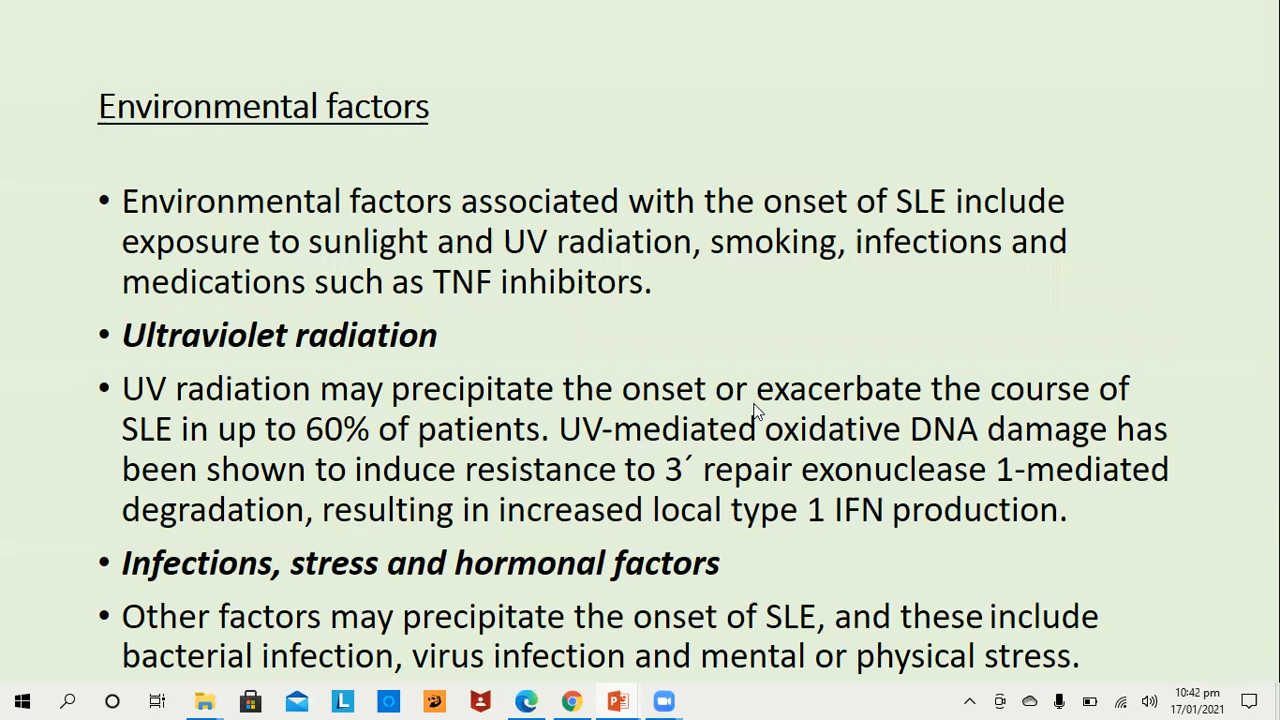 Environmental factors
• Environmental factors associated with the onset of SLE include
exposure to sunlight and UV radiation, smoking, infections and
medications such as TNF inhibitors.
• Ultraviolet radiation
• UV radiation may precipitate the onset or exacerbate the course of
SLE in up to 60% of patients. UV-mediated oxidative DNA damage has
been shown to induce resistance to 3´ repair exonuclease 1-mediated
degradation, resulting in increased local type 1 IFN production.
• Infections, stress and hormonal factors
• Other factors may precipitate the onset of SLE, and these include
bacterial infection, virus infection and mental or physical stress.
10:42 pm
17/01/2021